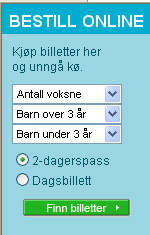 BESTILL ONLINE
Kjøp billetter her
og unngå kø.
Antall voksne
Barn over 3 år
Barn under 3 år
2-dagerspass
Dagsbillett
Finn billetter